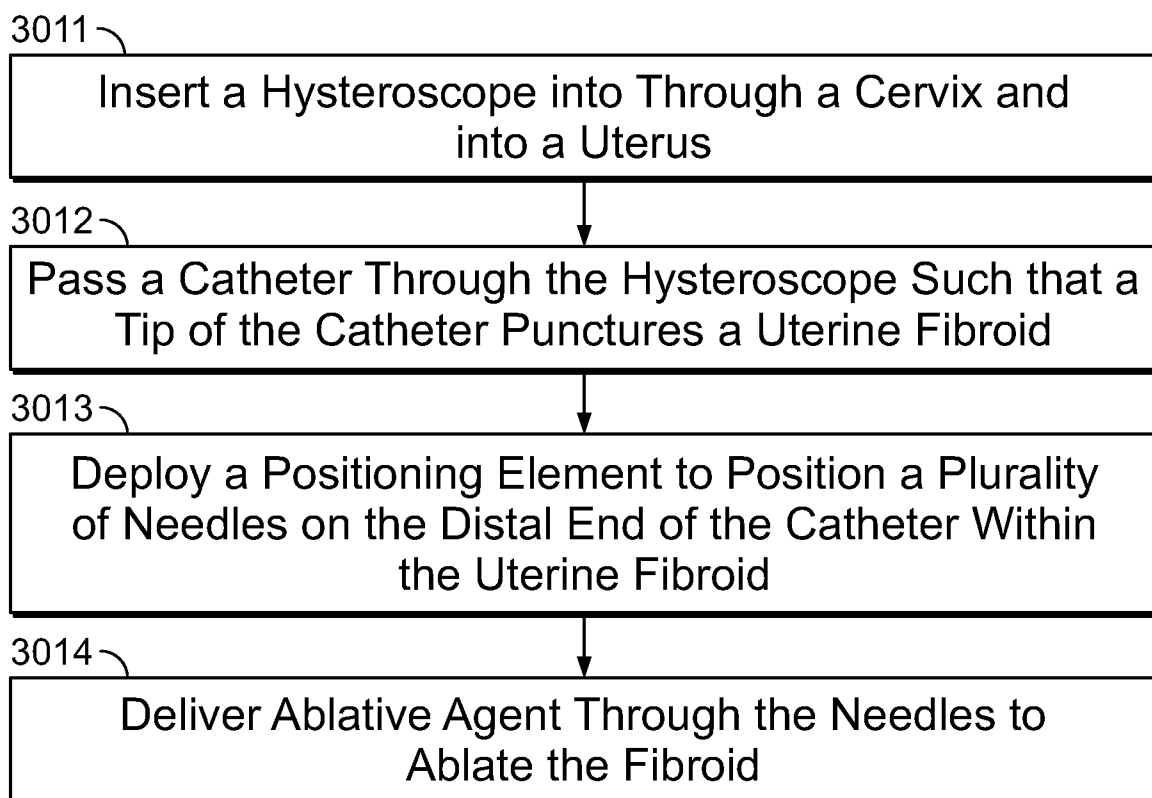 3011
Insert a Hysteroscope into Through a Cervix and
into a Uterus
3012
Pass a Catheter Through the Hysteroscope Such that a
Tip of the Catheter Punctures a Uterine Fibroid
3013
Deploy a Positioning Element to Position a Plurality
of Needles on the Distal End of the Catheter Within
the Uterine Fibroid
3014
Deliver Ablative Agent Through the Needles to
Ablate the Fibroid